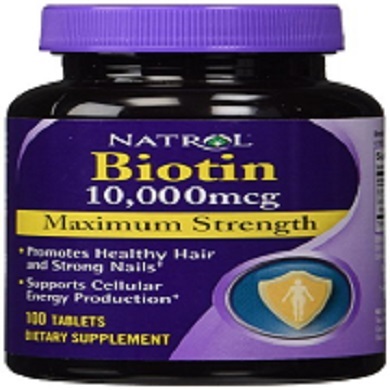 NATROL
Biotin
10,000mcg
Maximum Strength
• Promotes Healthy Hair
and Strong Nails†
• Supports Cellular
Energy Production†
100 TABLETS
DIETARY SUPPLEMENT